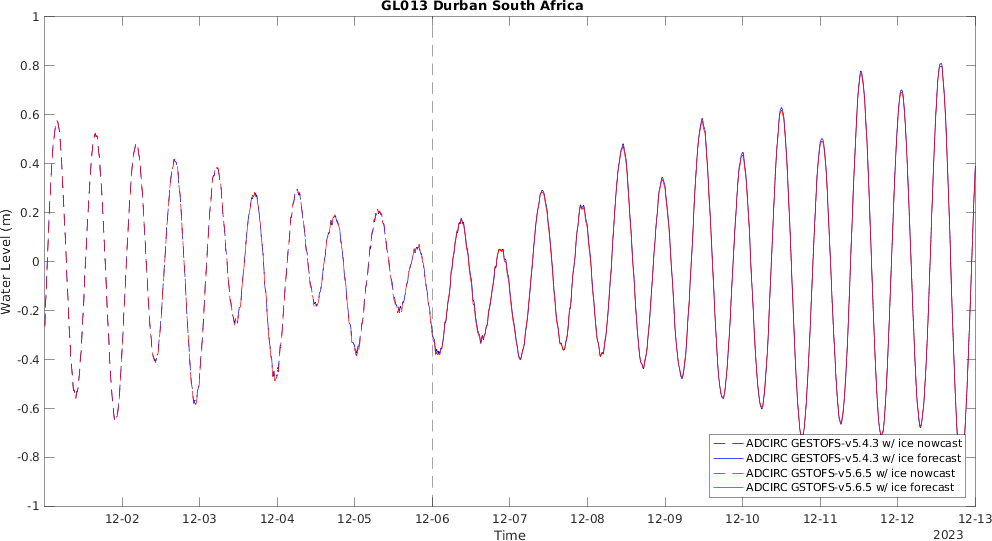 GL013 Durban South Africa
1
0.8
0.6
0.4
0.2
0
-0.2
-0.4
-0.6
-0.8
-1
Water Level (m)
ADCIRC GESTOFS-v5.4.3 w/ ice nowcast
ADCIRC GESTOFS-v5.4.3 w/ ice forecast
ADCIRC GSTOFS-v5.6.5 w/ ice nowcast
ADCIRC GSTOFS-v5.6.5 w/ ice forecast
12-02 12-03 12-04 12-05 12-06 12-07 12-08 12-09 12-10 12-11 12-12 12-13
Time
2023